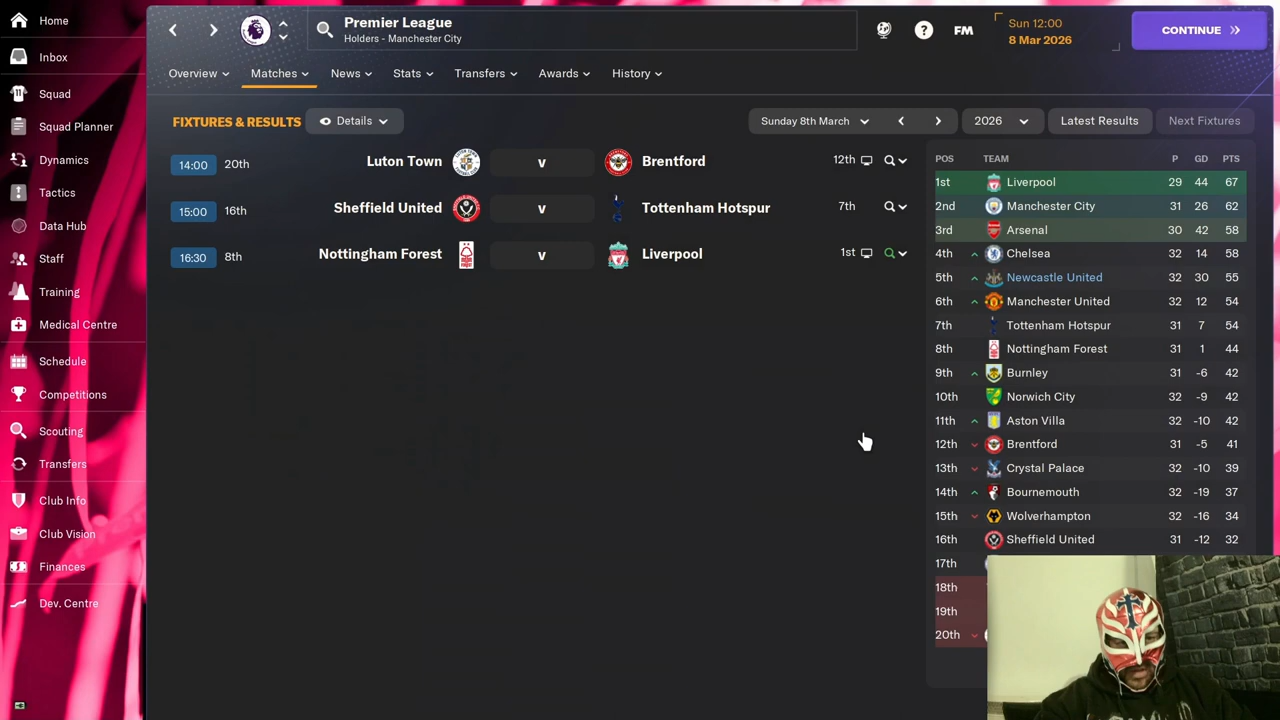 Home
Inbox
Squad
Squad Planner
Dynamics
Tactics
Data Hub
Staff
Training
Medical Centre
Schedule
Competitions
Scouting
Transfers
Club Info
Club Vision
Finances
Dev. Centre
Premier League
Holders - Manchester City
FM
Sun 12:00
8 Mar 2026
CONTINUE
Overview Matches News Stats Transfers Awards History
FIXTURES & RESULTS Details Sunday 8th March 2026 Latest Results Next Fixtures
14:00 20th Luton Town v Brentford 12th
15:00 16th Sheffield United v Tottenham Hotspur 7th
16:30 8th Nottingham Forest v Liverpool 1st
POS TEAM P GD PTS
1st Liverpool 29 44 67
2nd Manchester City 31 26 62
3rd Arsenal 30 42 58
4th Chelsea 32 14 58
5th Newcastle United 32 30 55
6th Manchester United 32 12 54
7th Tottenham Hotspur 31 7 54
8th Nottingham Forest 31 1 44
9th Burnley 31 -6 42
10th Norwich City 32 -9 42
11th Aston Villa 32 -10 42
12th Brentford 31 -5 41
13th Crystal Palace 32 -10 39
14th Bournemouth 32 -19 37
15th Wolverhampton 32 -16 34
16th Sheffield United 31 -12 32
17th
18th
19th
20th